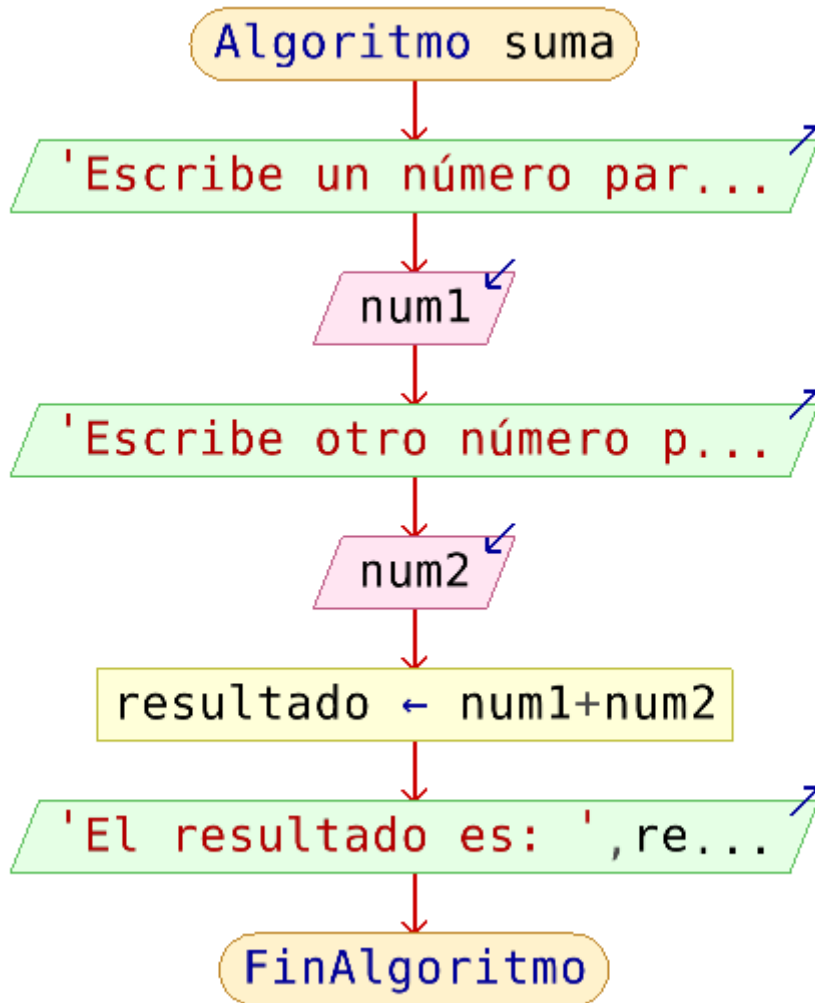 Algoritmo suma
'Escribe un número par...
num1
'Escribe otro número p...
num2
resultado ← num1+num2
'El resultado es: ',re...
FinAlgoritmo